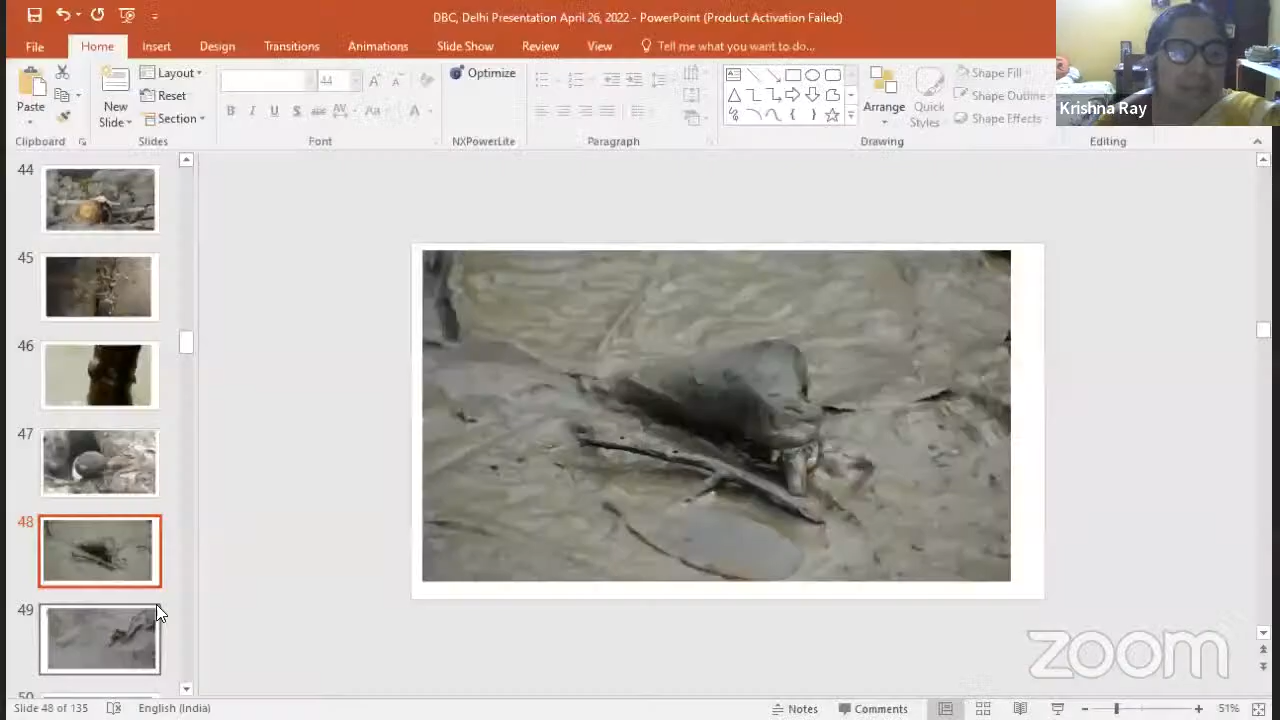 DBC, Delhi Presentation April 26, 2022 - PowerPoint (Product Activation Failed)
File Home Insert Design Transitions Animations Slide Show Review View Tell me what you want to do...
Paste
New Slide
Layout
Reset
Section
44
Optimize
Arrange
Quick Styles
Shape Fill
Shape Outline
Shape Effects
Clipboard Slides Font NXPowerLite Paragraph Drawing Editing
Krishna Ray
44
45
46
47
48
49
50
zoom
Slide 48 of 135 English (India) Notes Comments 51%